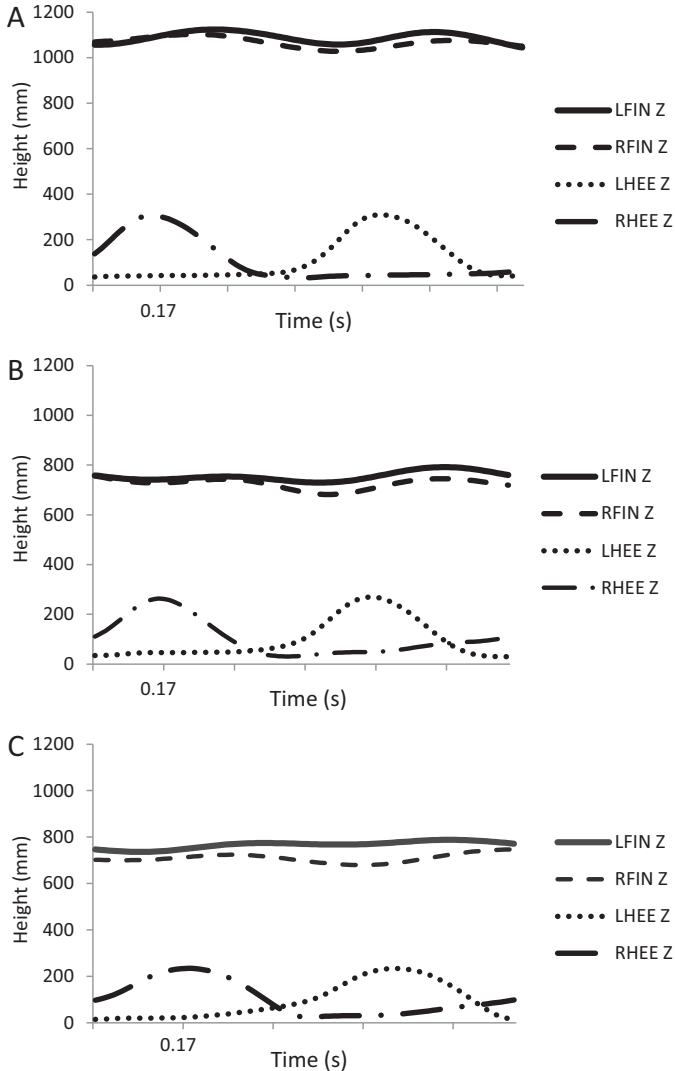 A
1200
1000
800
600
400
200
0
Height (mm)
0.17
Time (s)
LFIN Z
RFIN Z
LHEE Z
RHEE Z
B
1200
1000
800
600
400
200
0
Height (mm)
0.17
Time (s)
LFIN Z
RFIN Z
LHEE Z
RHEE Z
C
1200
1000
800
600
400
200
0
Height (mm)
0.17
Time (s)
LFIN Z
RFIN Z
LHEE Z
RHEE Z